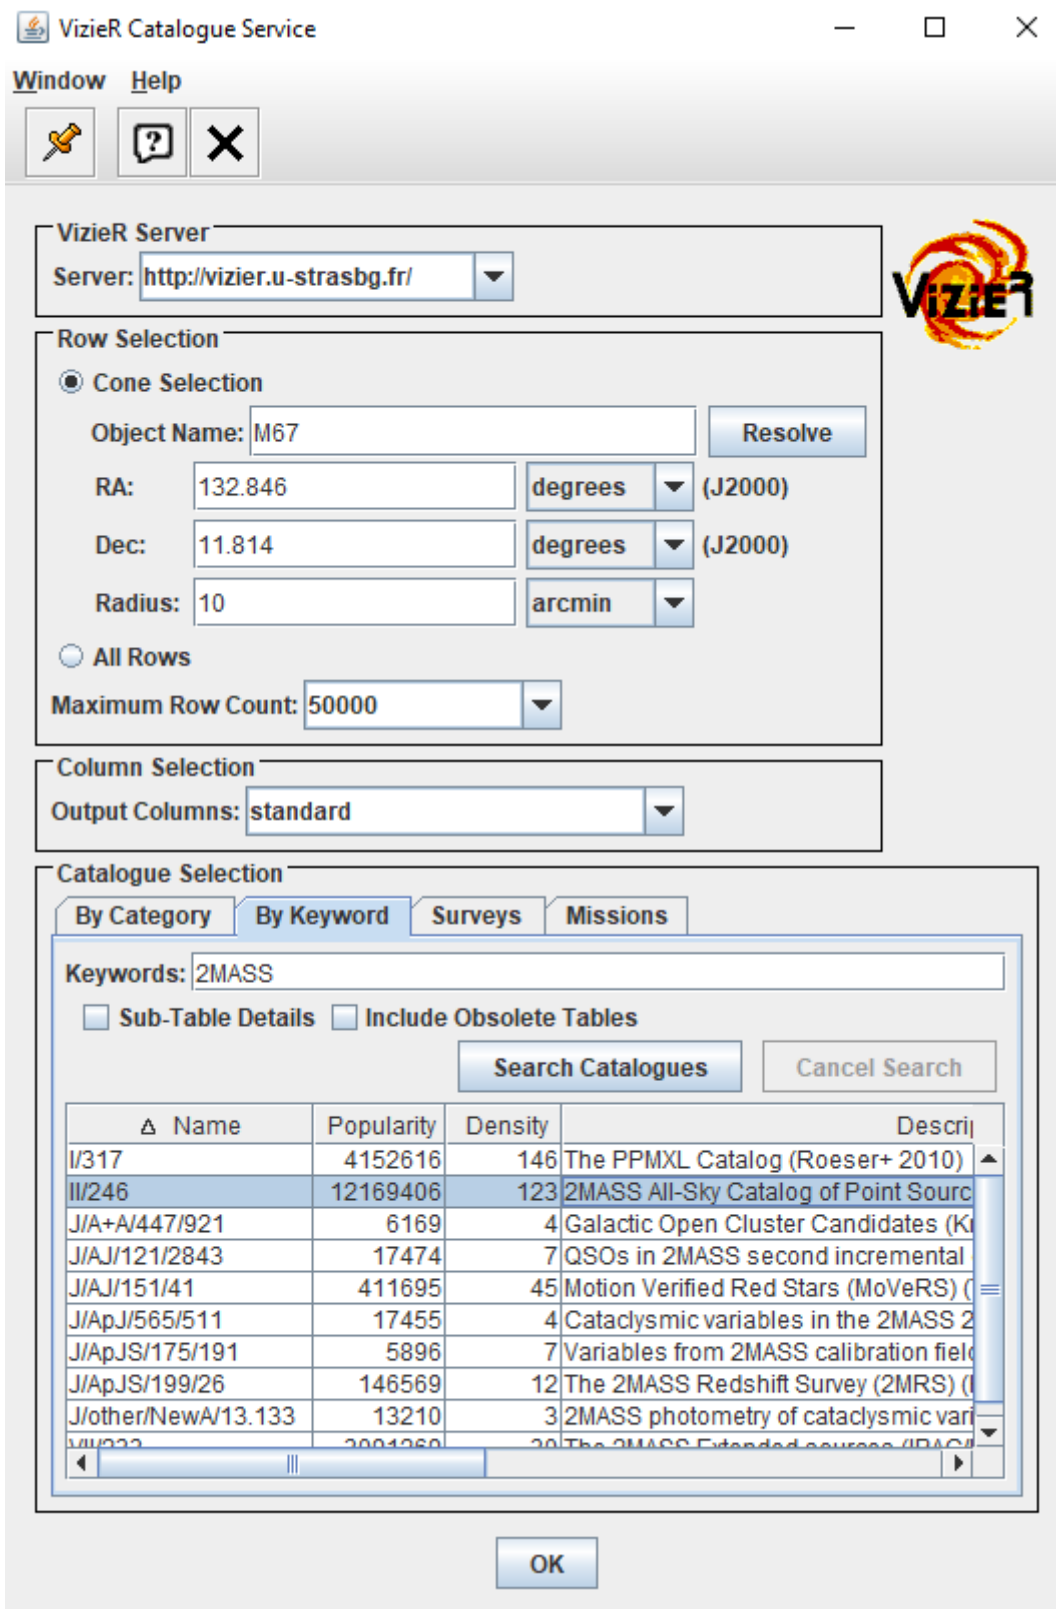 VizieR Catalogue Service
Window Help
VizieR Server
Server: http://vizier.u-strasbg.fr/
VizieR
Row Selection
Cone Selection
Object Name: M67 Resolve
RA: 132.846 degrees (J2000)
Dec: 11.814 degrees (J2000)
Radius: 10 arcmin
All Rows
Maximum Row Count: 50000
Column Selection
Output Columns: standard
Catalogue Selection
By Category By Keyword Surveys Missions
Keywords: 2MASS
Sub-Table Details Include Obsolete Tables
Search Catalogues Cancel Search
Name Popularity Density Descrip
I/317 4152616 146 The PPMXL Catalog (Roeser+ 2010)
II/246 12169406 123 2MASS All-Sky Catalog of Point Sourc
J/A+A/447/921 6169 4 Galactic Open Cluster Candidates (Kr
J/AJ/121/2843 17474 7 QSOs in 2MASS second incremental
J/AJ/151/41 411695 45 Motion Verified Red Stars (MoVeRS) (
J/ApJ/565/511 17455 4 Cataclysmic variables in the 2MASS 2
J/ApJS/175/191 5896 7 Variables from 2MASS calibration field
J/ApJS/199/26 146569 12 The 2MASS Redshift Survey (2MRS) (
J/other/NewA/13.133 13210 3 2MASS photometry of cataclysmic vari
VII/233 The 2MASS Extended sources
OK